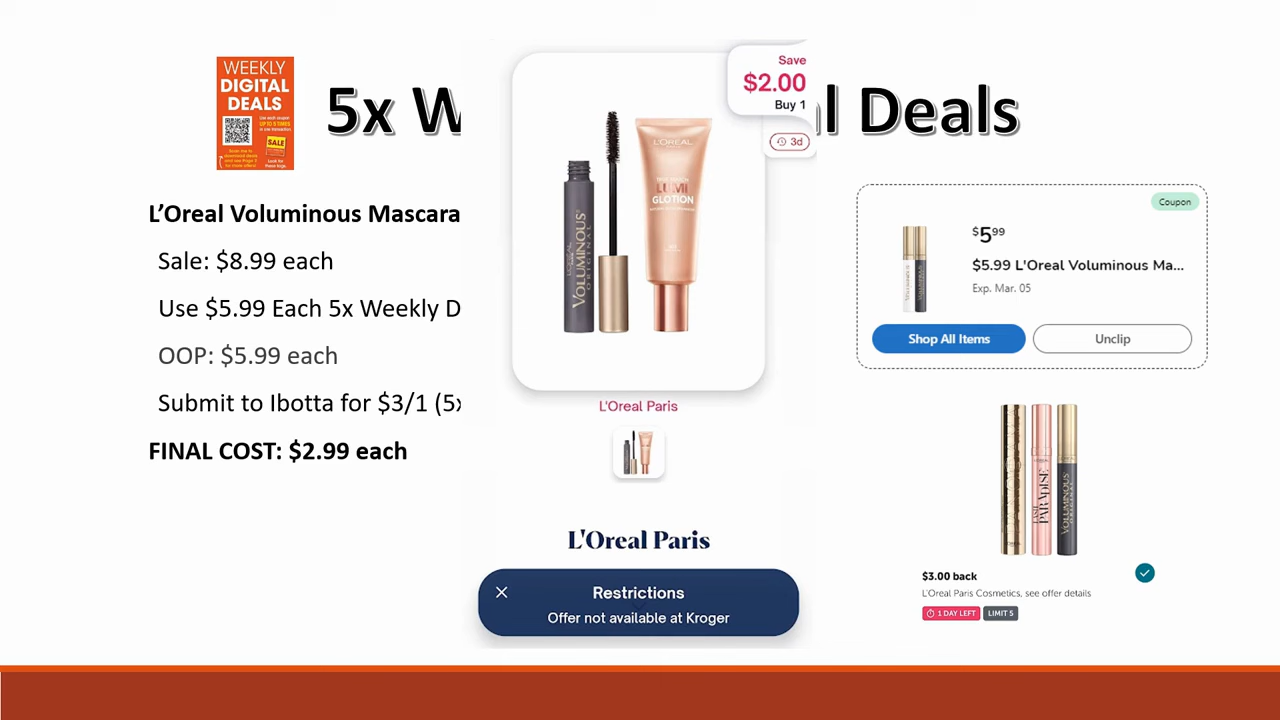 WEEKLY
DIGITAL
DEALS
SALE
5x W
l Deals
L'Oreal Voluminous Mascara
Sale: $8.99 each
Use $5.99 Each 5x Weekly D
OOP: $5.99 each
Submit to Ibotta for $3/1 (5x
FINAL COST: $2.99 each
Save
$2.00
Buy 1
3d
L'OREAL
LUMI
GLOTION
VOLUMINOUS
ORIGINAL
L'Oreal Paris
L'Oreal Paris
Restrictions
Offer not available at Kroger
Coupon
$5.99
$5.99 L'Oreal Voluminous Ma...
Exp. Mar. 05
Shop All Items
Unclip
LASH PARADISE
VOLUMINOUS
$3.00 back
L'Oreal Paris Cosmetics, see offer details
1 DAY LEFT
LIMIT 5